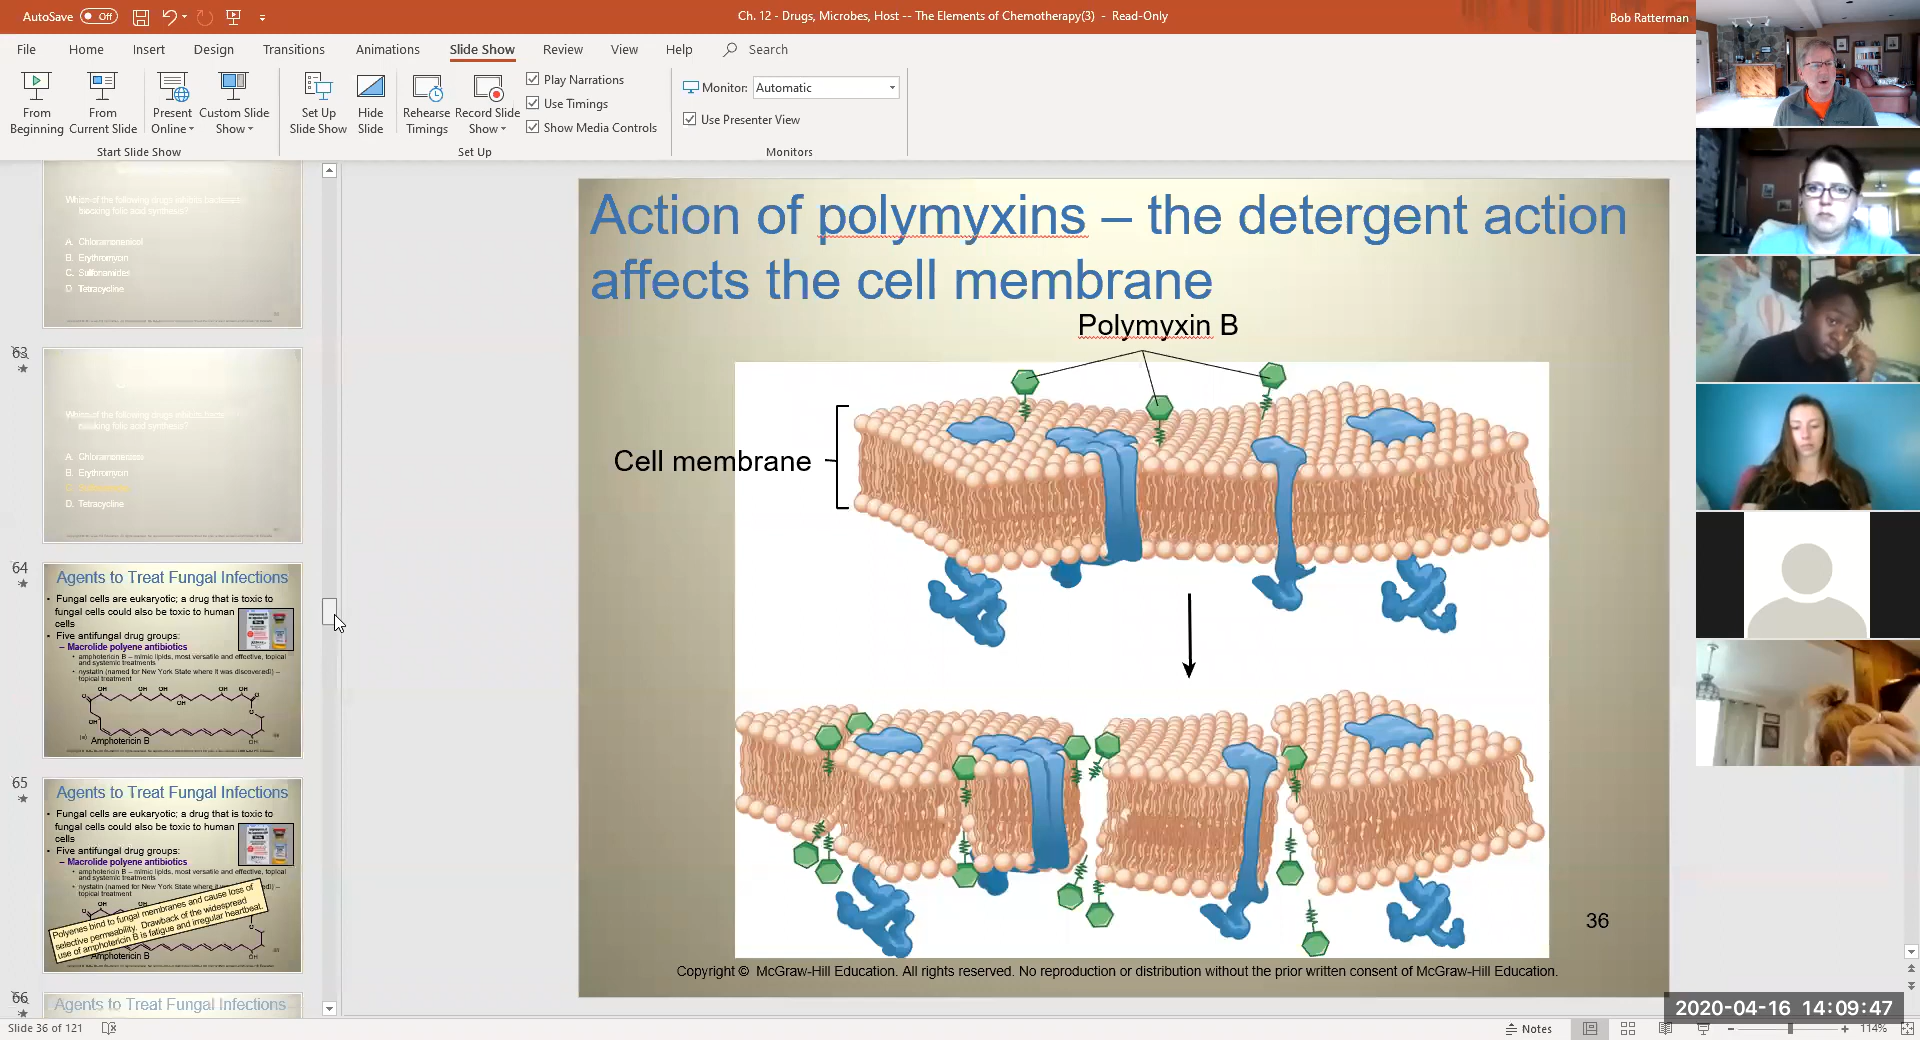 AutoSave Off
Ch. 12 - Drugs, Microbes, Host -- The Elements of Chemotherapy(3) - Read-Only
Bob Ratterman
File Home Insert Design Transitions Animations Slide Show Review View Help Search
From Beginning
From Current Slide
Present Online
Custom Slide Show
Start Slide Show
Set Up Slide Show
Hide Slide
Rehearse Timings
Record Slide Show
Play Narrations
Use Timings
Show Media Controls
Set Up
Monitor: Automatic
Use Presenter View
Monitors
Which of the following drugs
blocking folic acid synthesis?
B. Erythromycin
C. Sulfonamides
D Tetracycline
63
Which of the following drugs
folic acid synthesis?
B. Erythromycin
D. Tetracycline
64
Agents to Treat Fungal Infections
• Fungal cells are eukaryotic; a drug that is toxic to
fungal cells could also be toxic to human
cells
• Five antifungal drug groups:
– Macrolide polyene antibiotics
• amphotericin B – mimic lipids, most versatile and effective, topical
and systemic treatments
• nystatin (named for New York State where it was discovered!) –
topical treatment
OH OH OH OH OH
OH
OH
(a) Amphotericin B
65
Agents to Treat Fungal Infections
• Fungal cells are eukaryotic; a drug that is toxic to
fungal cells could also be toxic to human
cells
• Five antifungal drug groups:
– Macrolide polyene antibiotics
• amphotericin B – mimic lipids, most versatile and effective, topical
and systemic treatments
• nystatin (named for New York State where it
topical treatment
Polyenes bind to fungal membranes and cause loss of
selective permeability. Drawback of the widespread
use of amphotericin B is fatigue and irregular heartbeat.
Amphotericin B
66
Agents to Treat Fungal Infections
Action of polymyxins – the detergent action
affects the cell membrane
Polymyxin B
Cell membrane
36
Copyright © McGraw-Hill Education. All rights reserved. No reproduction or distribution without the prior written consent of McGraw-Hill Education.
2020-04-16 14:09:47
Slide 36 of 121
Notes
114%